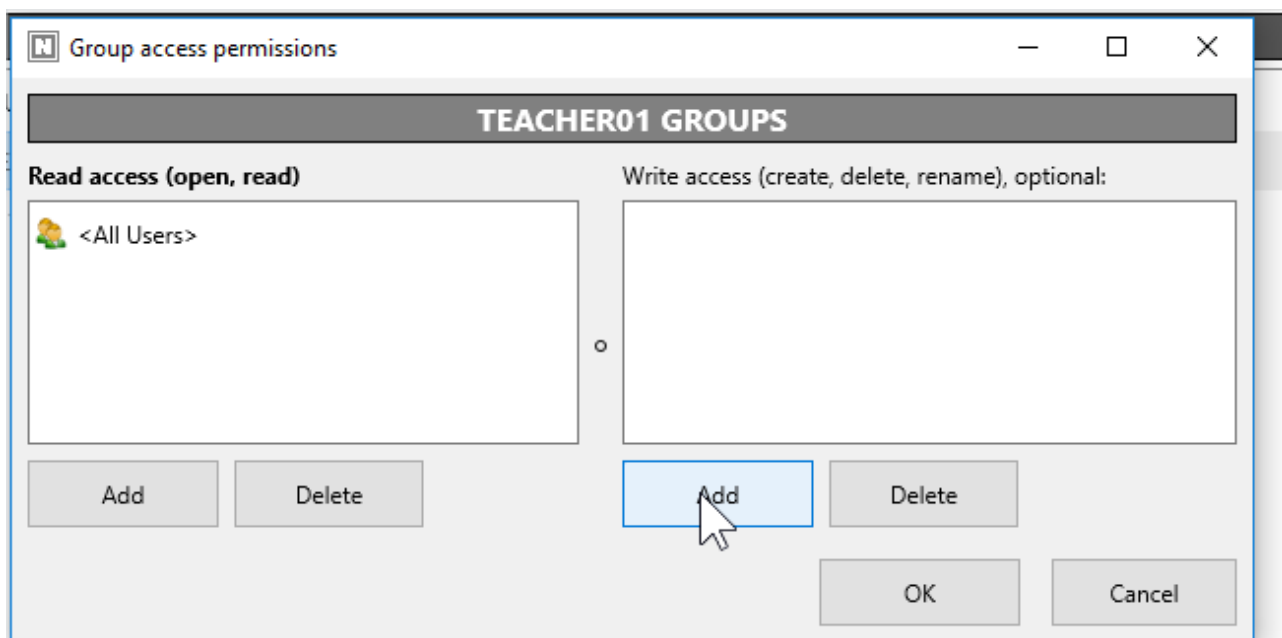 Group access permissions
TEACHER01 GROUPS
Read access (open, read)
Write access (create, delete, rename), optional:
<All Users>
Add
Delete
Add
Delete
OK
Cancel